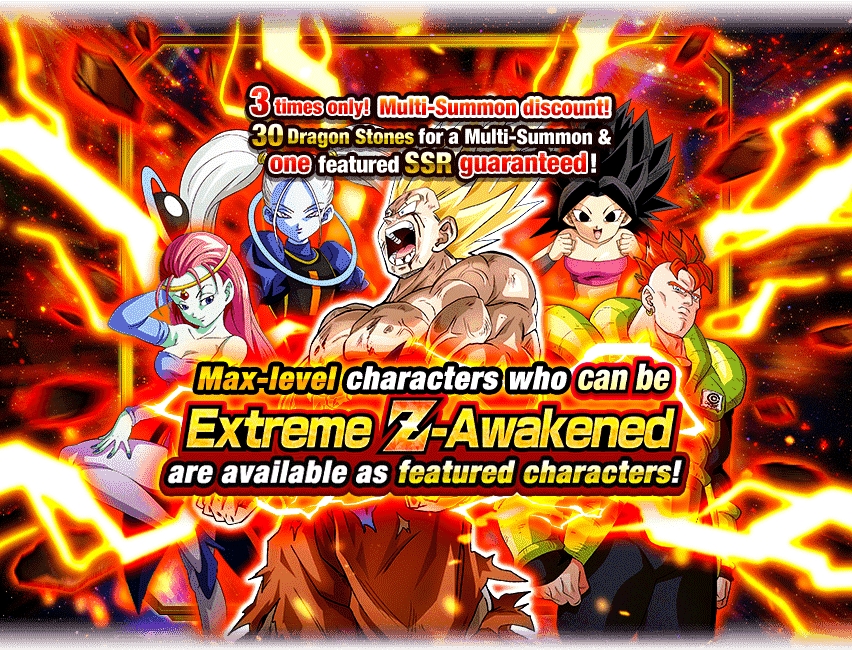 3 times only! Multi-Summon discount!
30 Dragon Stones for a Multi-Summon &
one featured SSR guaranteed!
Max-level characters who can be
Extreme Z-Awakened
are available as featured characters!